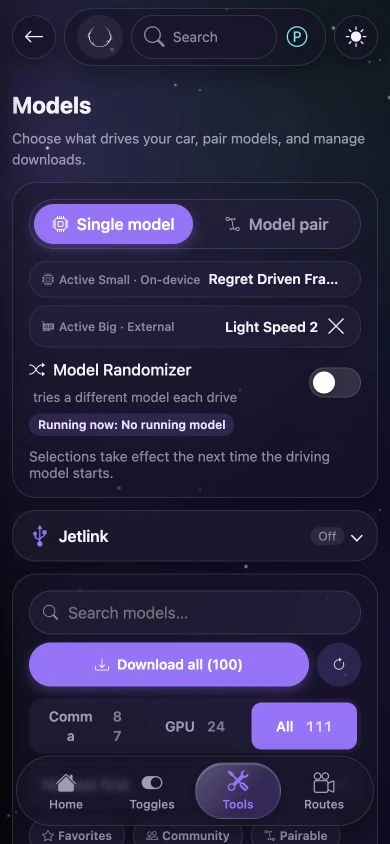 Search
P
Models
Choose what drives your car, pair models, and manage
downloads.
Single model
Model pair
Active Small · On-device Regret Driven Fra...
Active Big · External Light Speed 2
Model Randomizer
tries a different model each drive
Running now: No running model
Selections take effect the next time the driving
model starts.
Jetlink
Off
Search models...
Download all (100)
Comm
a
8
7
GPU 24
All 111
Home
Toggles
Tools
Routes
Favorites
Community
Pairable